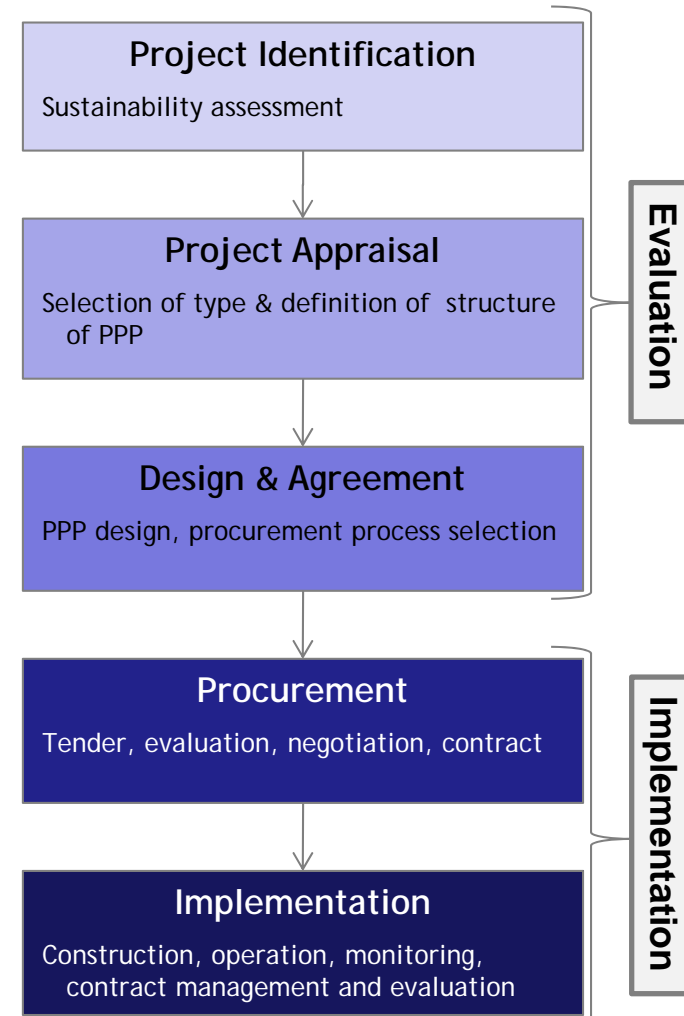 Project Identification
Sustainability assessment
Project Appraisal
Selection of type & definition of structure
of PPP
Design & Agreement
PPP design, procurement process selection
Evaluation
Procurement
Tender, evaluation, negotiation, contract
Implementation
Construction, operation, monitoring,
contract management and evaluation
Implementation